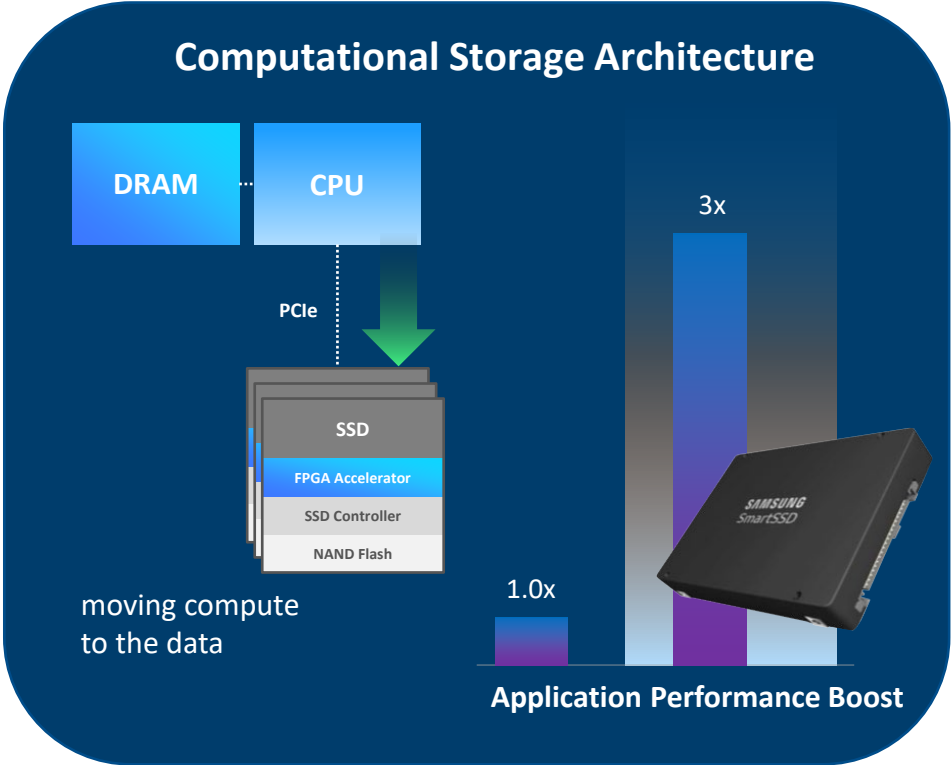 Computational Storage Architecture
DRAM
CPU
PCIe
SSD
FPGA Accelerator
SSD Controller
NAND Flash
moving compute
to the data
1.0x
3x
SAMSUNG
SmartSSD
Application Performance Boost